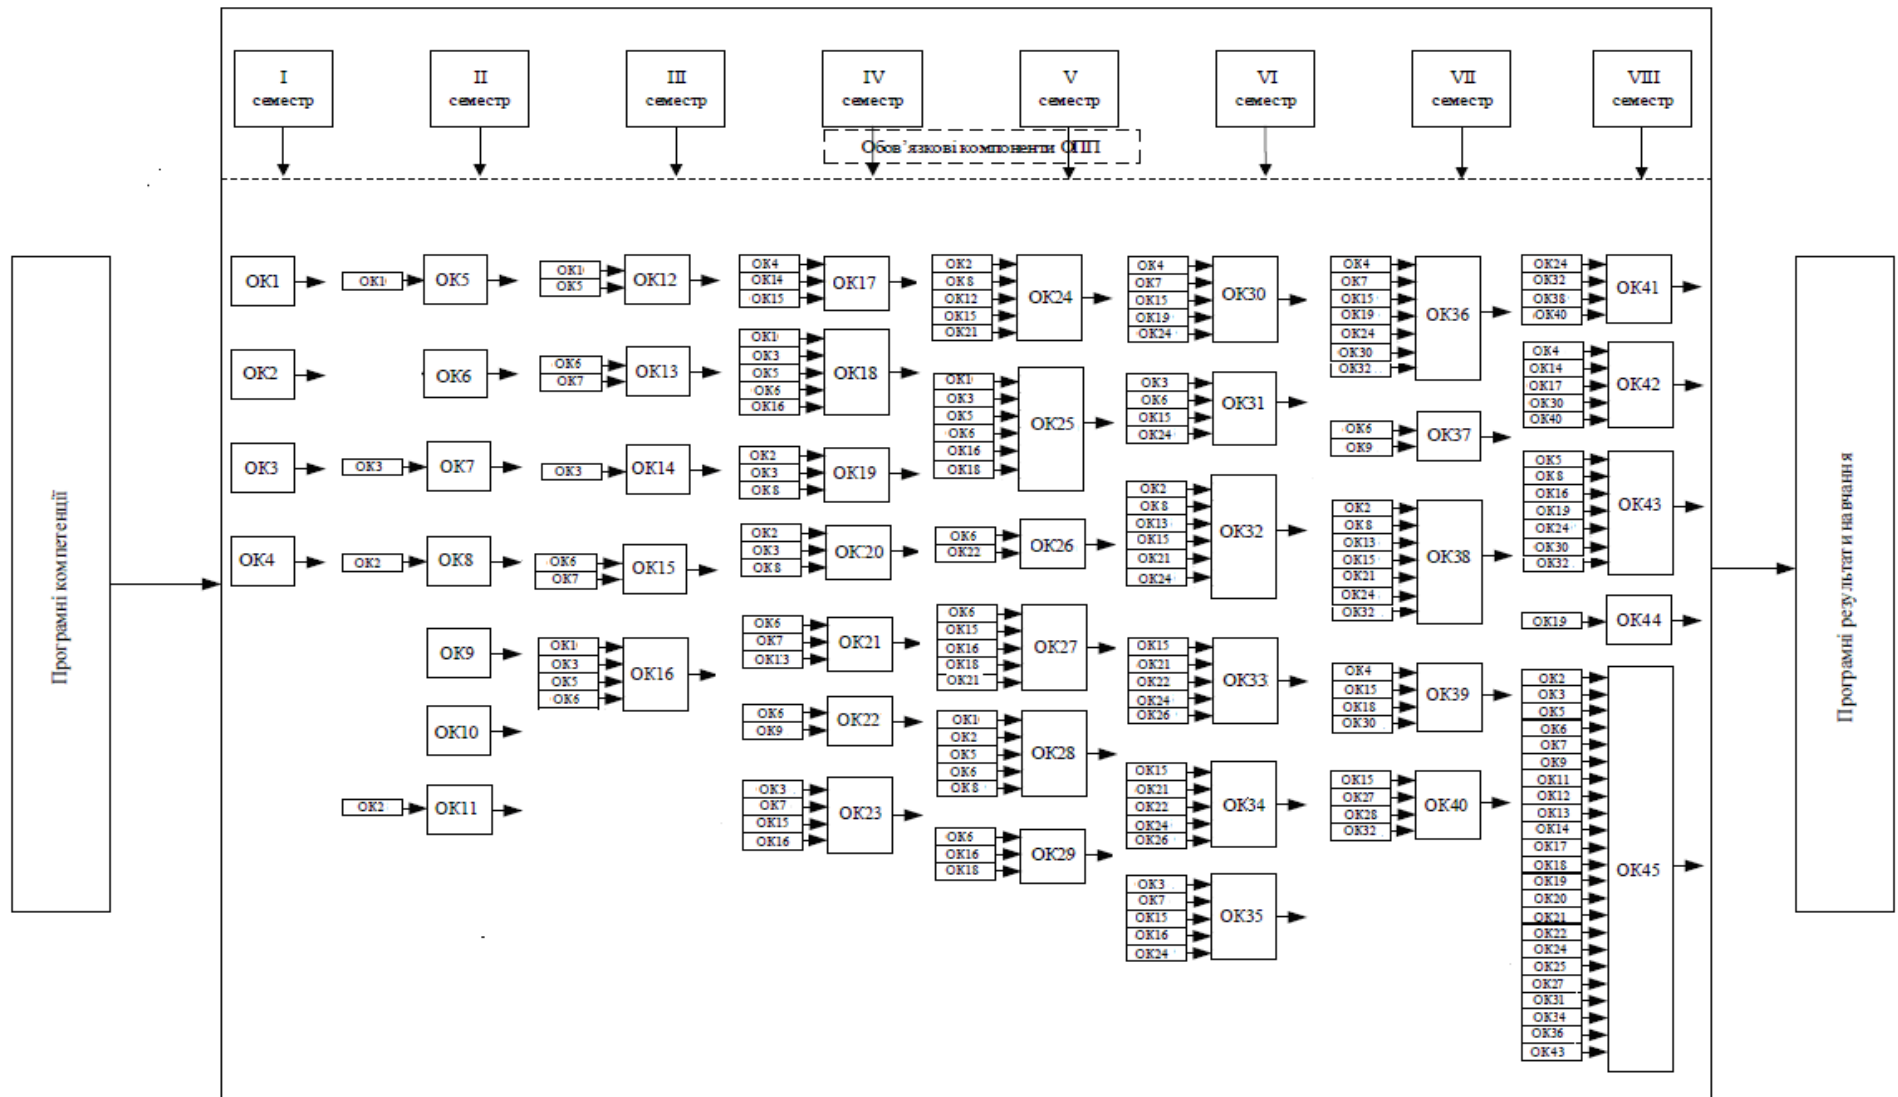 I
семестр
II
семестр
III
семестр
IV
семестр
V
семестр
VI
семестр
VII
семестр
VIII
семестр
Обов’язкові компоненти ОПП
Програмні компетенції
ОК1
ОК2
ОК3
ОК4
ОК1
ОК5
ОК6
ОК3
ОК7
ОК2
ОК8
ОК9
ОК10
ОК2
ОК11
ОК1
ОК5
ОК12
ОК6
ОК7
ОК13
ОК3
ОК14
ОК6
ОК7
ОК15
ОК1
ОК3
ОК5
ОК6
ОК16
ОК4
ОК14
ОК15
ОК17
ОК1
ОК3
ОК5
ОК6
ОК16
ОК18
ОК2
ОК3
ОК8
ОК19
ОК2
ОК3
ОК8
ОК20
ОК6
ОК7
ОК13
ОК21
ОК6
ОК9
ОК22
ОК3
ОК7
ОК15
ОК16
ОК23
ОК2
ОК8
ОК12
ОК15
ОК21
ОК24
ОК1
ОК3
ОК5
ОК6
ОК16
ОК18
ОК25
ОК6
ОК22
ОК26
ОК6
ОК15
ОК16
ОК18
ОК21
ОК27
ОК1
ОК2
ОК5
ОК6
ОК8
ОК28
ОК6
ОК16
ОК18
ОК29
ОК4
ОК7
ОК15
ОК19
ОК24
ОК30
ОК3
ОК6
ОК15
ОК24
ОК31
ОК2
ОК8
ОК13
ОК15
ОК21
ОК24
ОК32
ОК15
ОК21
ОК22
ОК24
ОК26
ОК33
ОК15
ОК21
ОК22
ОК24
ОК26
ОК34
ОК3
ОК7
ОК15
ОК16
ОК24
ОК35
ОК4
ОК7
ОК15
ОК19
ОК24
ОК30
ОК32
ОК36
ОК6
ОК9
ОК37
ОК2
ОК8
ОК13
ОК15
ОК21
ОК24
ОК32
ОК38
ОК4
ОК15
ОК18
ОК30
ОК39
ОК15
ОК27
ОК28
ОК32
ОК40
ОК24
ОК32
ОК38
ОК40
ОК41
ОК4
ОК14
ОК17
ОК30
ОК40
ОК42
ОК5
ОК8
ОК16
ОК19
ОК24
ОК30
ОК32
ОК43
ОК19
ОК44
ОК2
ОК3
ОК5
ОК6
ОК7
ОК9
ОК11
ОК12
ОК13
ОК14
ОК17
ОК18
ОК19
ОК20
ОК21
ОК22
ОК24
ОК25
ОК27
ОК31
ОК34
ОК36
ОК43
ОК45
Програмні результати навчання